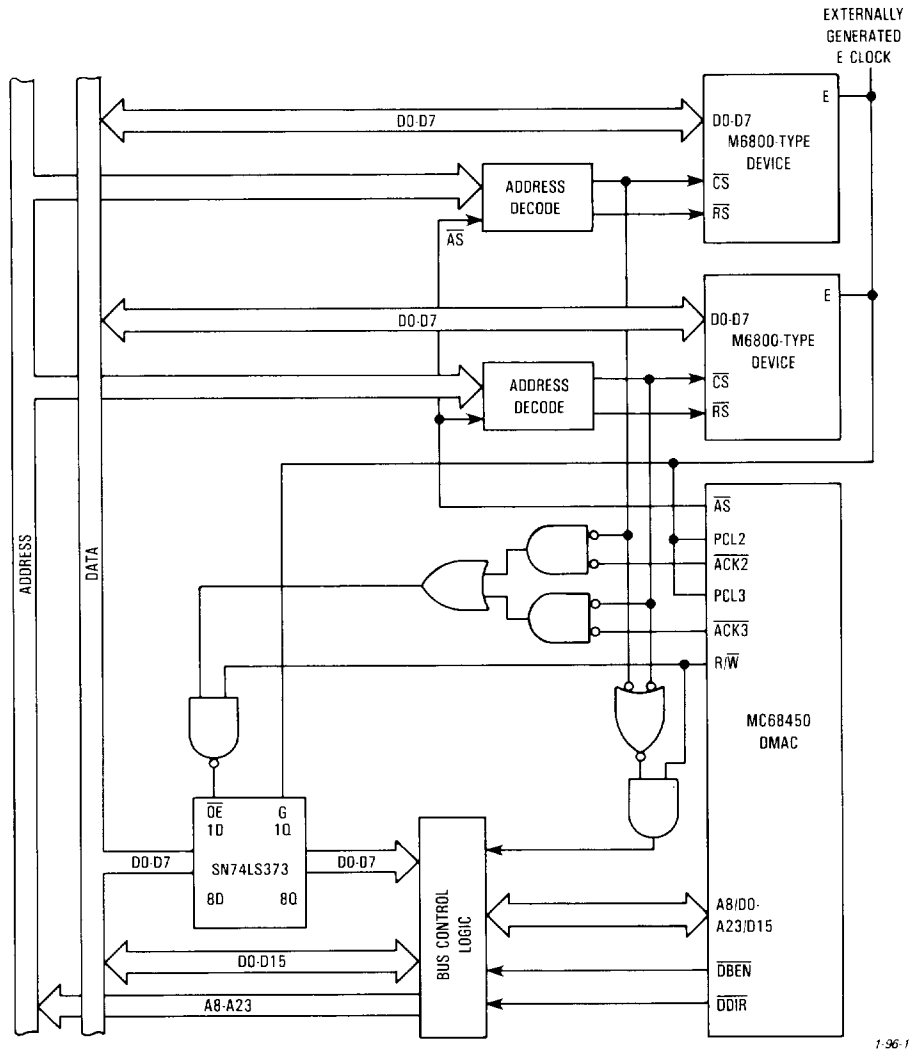 EXTERNALLY
GENERATED
E CLOCK
E
D0-D7
D0-D7
M6800-TYPE
DEVICE
ADDRESS
DECODE
CS
RS
AS
E
D0-D7
D0-D7
M6800-TYPE
DEVICE
ADDRESS
DECODE
CS
RS
AS
PCL2
ACK2
PCL3
ACK3
R/W
ADDRESS
DATA
MC68450
DMAC
OE G
1D 1Q
D0-D7 SN74LS373 D0-D7
8D 8Q
BUS CONTROL
LOGIC
A8/D0-
A23/D15
D0-D15
DBEN
A8-A23
DDIR
1-96-1